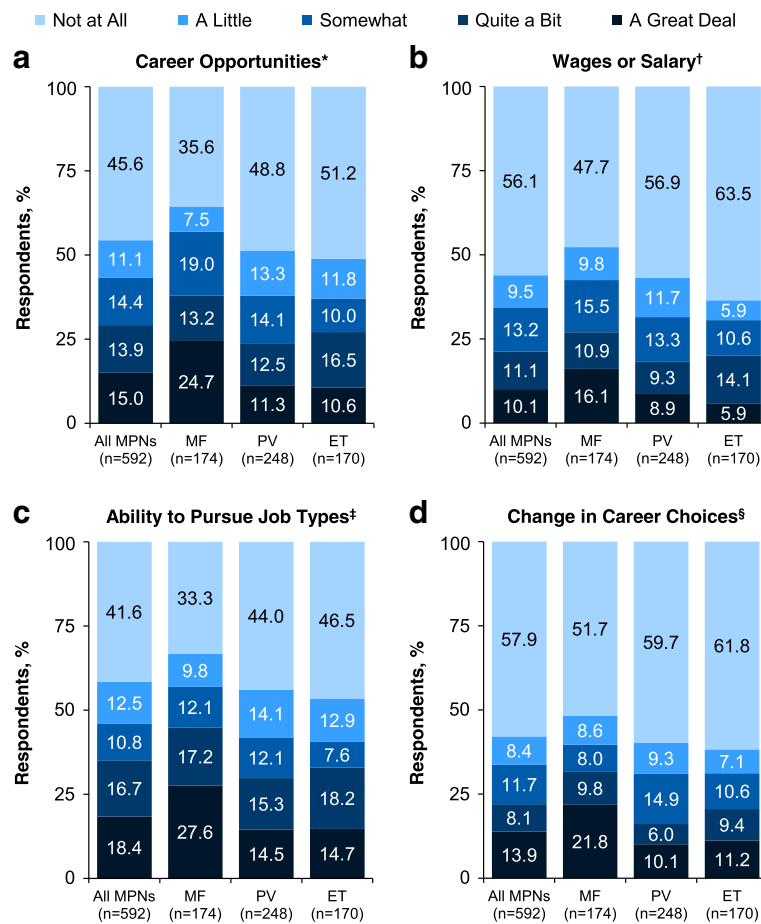 Not at All A Little Somewhat Quite a Bit A Great Deal
a Career Opportunities*
Respondents, %
100
75
50
25
0
45.6 11.1 14.4 13.9 15.0
35.6 7.5 19.0 13.2 24.7
48.8 13.3 14.1 12.5 11.3
51.2 11.8 10.0 16.5 10.6
All MPNs MF PV ET
(n=592) (n=174) (n=248) (n=170)
b Wages or Salary†
Respondents, %
100
75
50
25
0
56.1 9.5 13.2 11.1 10.1
47.7 9.8 15.5 10.9 16.1
56.9 11.7 13.3 9.3 8.9
63.5 5.9 10.6 14.1 5.9
All MPNs MF PV ET
(n=592) (n=174) (n=248) (n=170)
c Ability to Pursue Job Types‡
Respondents, %
100
75
50
25
0
41.6 12.5 10.8 16.7 18.4
33.3 9.8 12.1 17.2 27.6
44.0 14.1 12.1 15.3 14.5
46.5 12.9 7.6 18.2 14.7
All MPNs MF PV ET
(n=592) (n=174) (n=248) (n=170)
d Change in Career Choices§
Respondents, %
100
75
50
25
0
57.9 8.4 11.7 8.1 13.9
51.7 8.6 8.0 9.8 21.8
59.7 9.3 14.9 6.0 10.1
61.8 7.1 10.6 9.4 11.2
All MPNs MF PV ET
(n=592) (n=174) (n=248) (n=170)